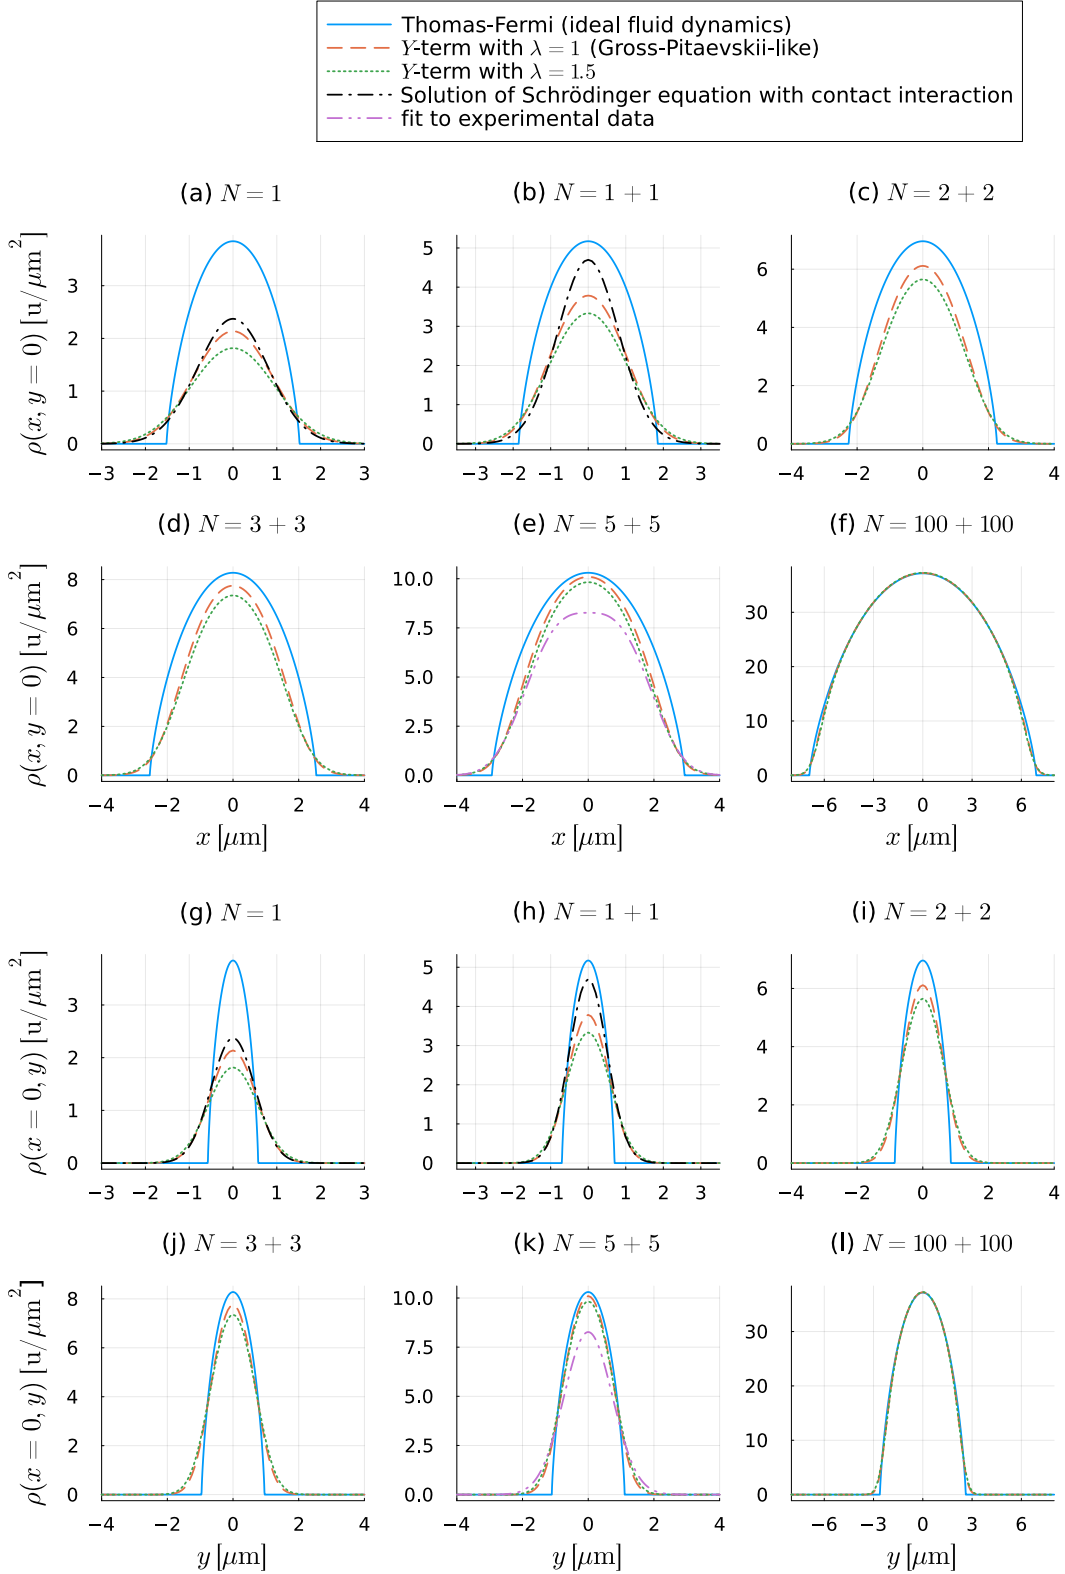 Thomas-Fermi (ideal fluid dynamics)
Y-term with λ = 1 (Gross-Pitaevskii-like)
Y-term with λ = 1.5
Solution of Schrödinger equation with contact interaction
fit to experimental data
(a) N = 1
(b) N = 1 + 1
(c) N = 2 + 2
ρ(x, y = 0) [u/μm²]
0 1 2 3
−3 −2 −1 0 1 2 3
0 1 2 3 4 5
−3 −2 −1 0 1 2 3
0 2 4 6
−4 −2 0 2 4
(d) N = 3 + 3
(e) N = 5 + 5
(f) N = 100 + 100
ρ(x, y = 0) [u/μm²]
0 2 4 6 8
−4 −2 0 2 4
x [μm]
0.0 2.5 5.0 7.5 10.0
−4 −2 0 2 4
x [μm]
0 10 20 30
−6 −3 0 3 6
x [μm]
(g) N = 1
(h) N = 1 + 1
(i) N = 2 + 2
ρ(x = 0, y) [u/μm²]
0 1 2 3
−3 −2 −1 0 1 2 3
0 1 2 3 4 5
−3 −2 −1 0 1 2 3
0 2 4 6
−4 −2 0 2 4
(j) N = 3 + 3
(k) N = 5 + 5
(l) N = 100 + 100
ρ(x = 0, y) [u/μm²]
0 2 4 6 8
−4 −2 0 2 4
y [μm]
0.0 2.5 5.0 7.5 10.0
−4 −2 0 2 4
y [μm]
0 10 20 30
−6 −3 0 3 6
y [μm]